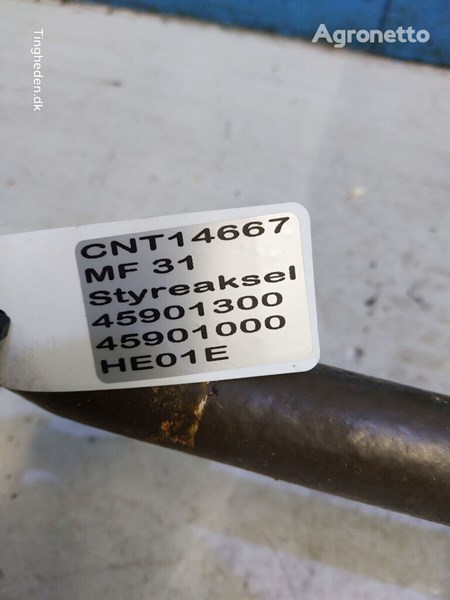 Agronetto
Tingheden.dk
CNT14667
MF 31
Styreaksel
45901300
45901000
HE01E